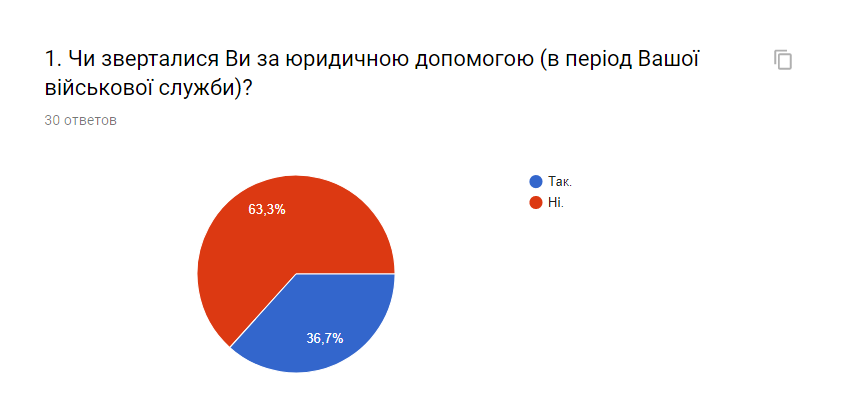 1. Чи зверталися Ви за юридичною допомогою (в період Вашої
військової служби)?
30 ответов
Так.
Ні.
63,3%
36,7%